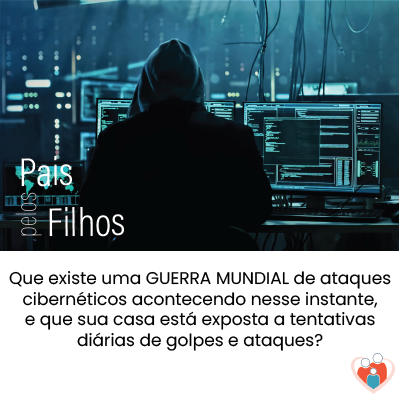 Pais
pelos
Filhos
Que existe uma GUERRA MUNDIAL de ataques
cibernéticos acontecendo nesse instante,
e que sua casa está exposta a tentativas
diárias de golpes e ataques?